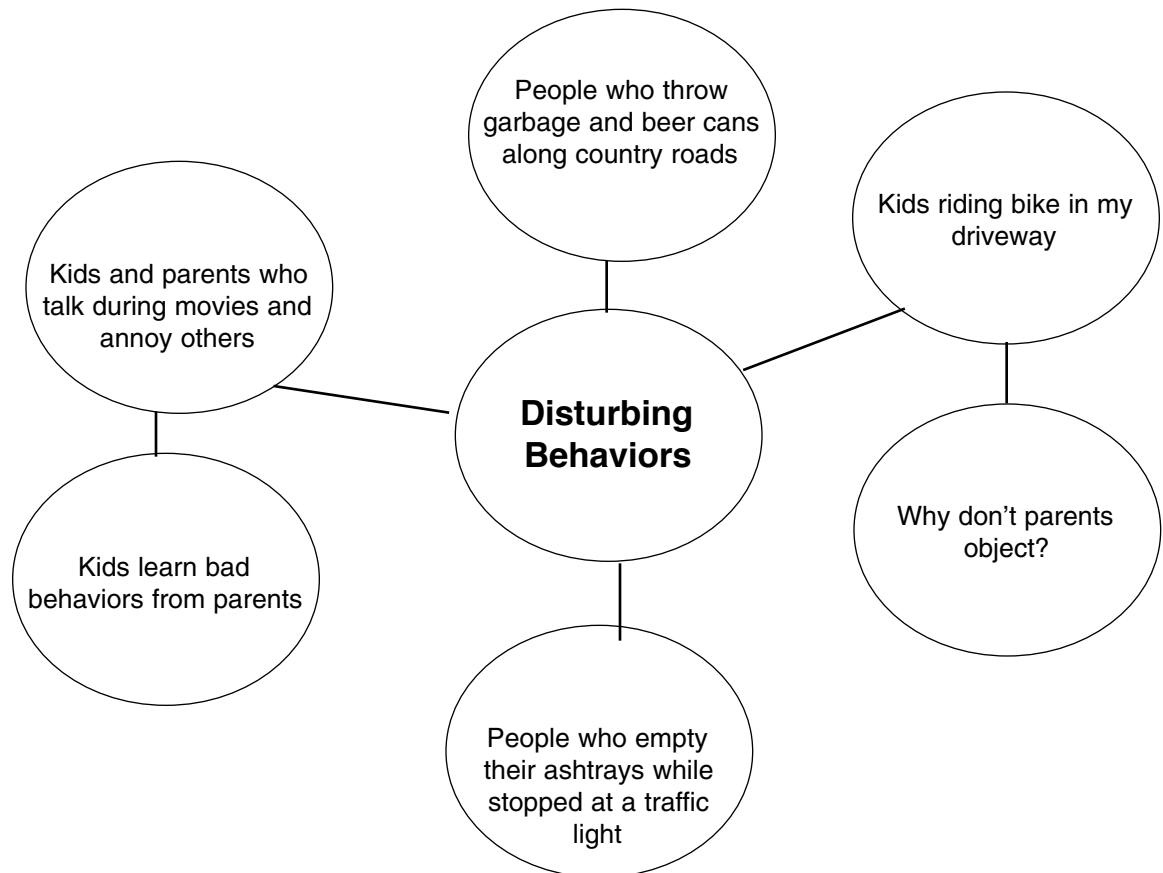 People who throw
garbage and beer cans
along country roads
Kids riding bike in my
driveway
Kids and parents who
talk during movies and
annoy others
Disturbing
Behaviors
Why don't parents
object?
Kids learn bad
behaviors from parents
People who empty
their ashtrays while
stopped at a traffic
light